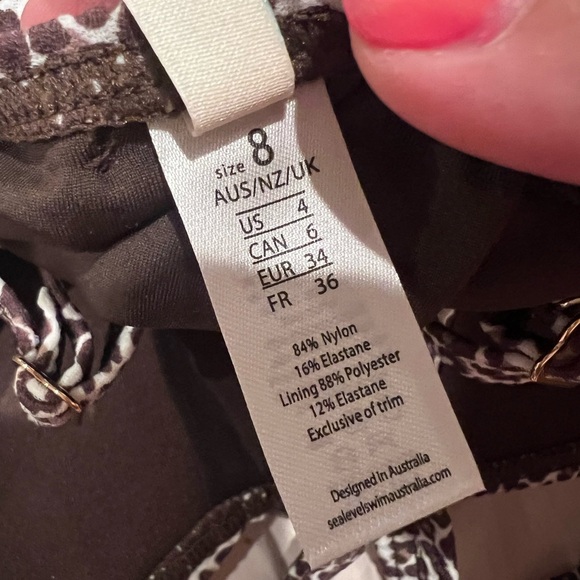 size 8
AUS/NZ/UK
US 4
CAN 6
EUR 34
FR 36
84% Nylon
16% Elastane
Lining 88% Polyester
12% Elastane
Exclusive of trim
Designed in Australia
sealevelswimaustralia.com